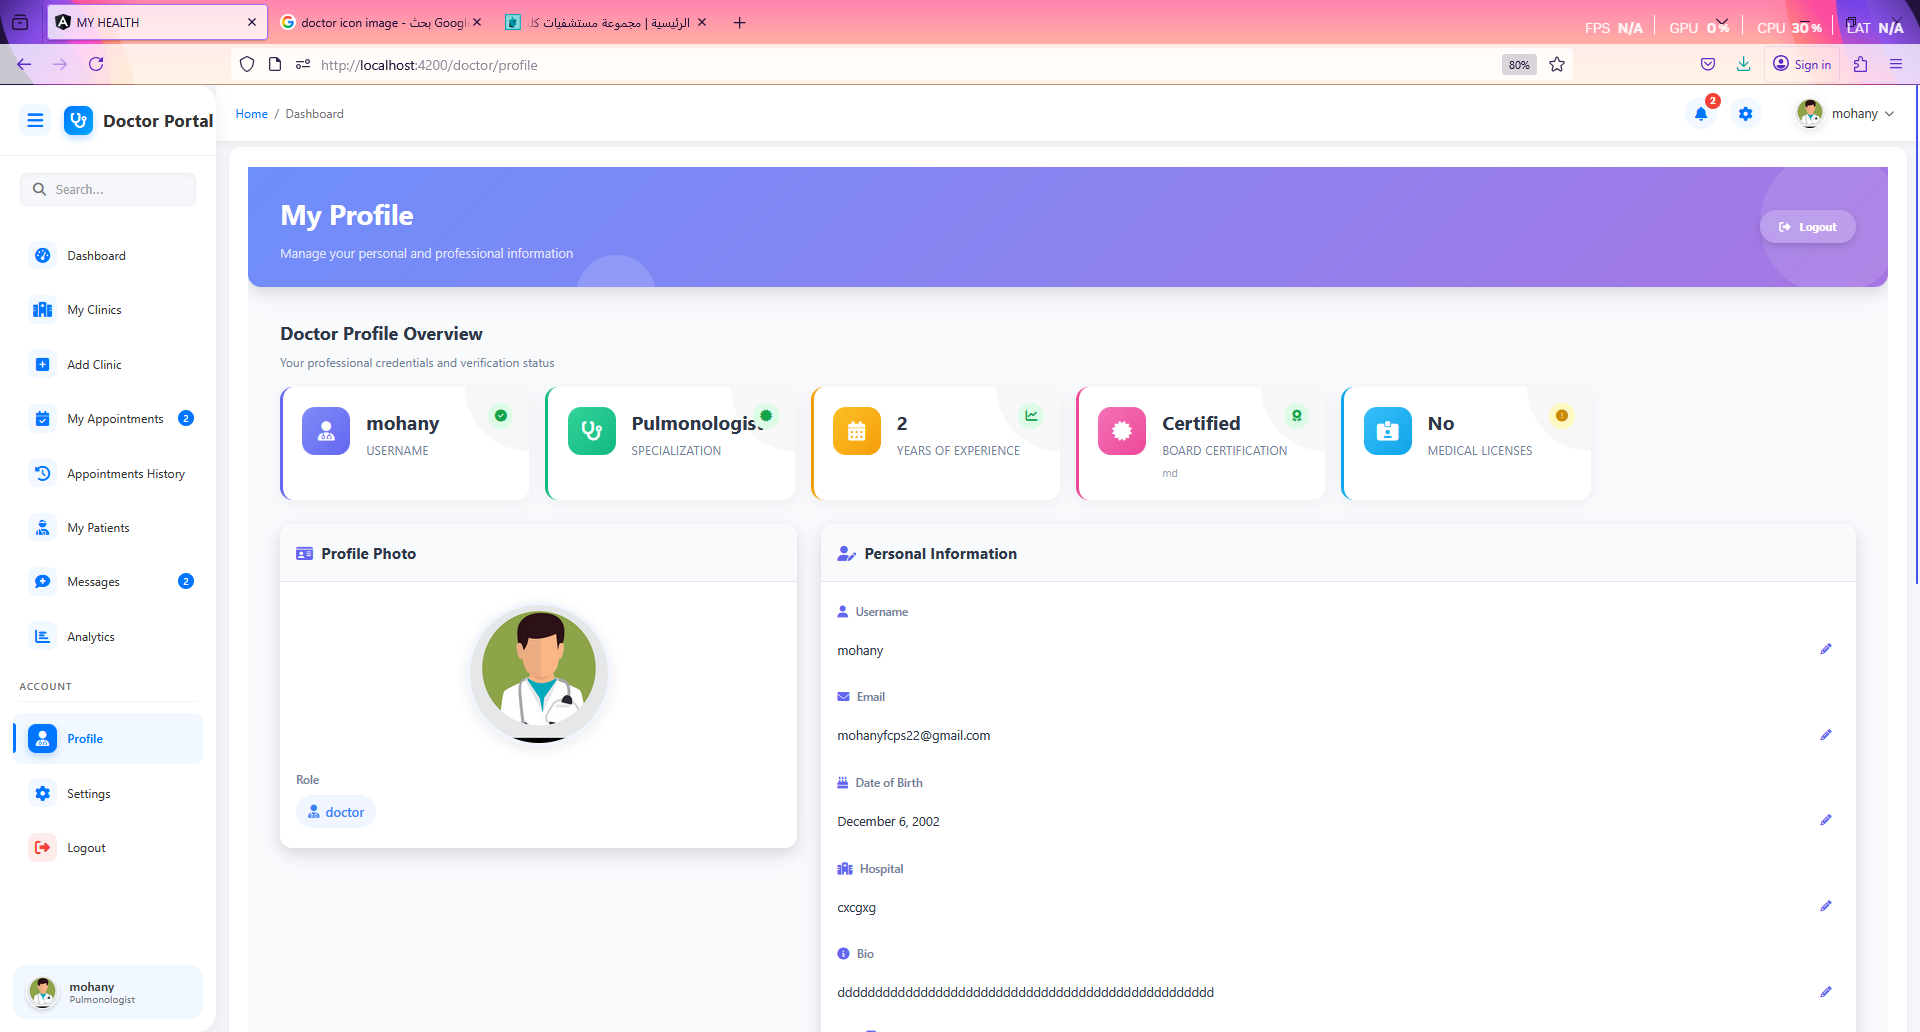 MY HEALTH
doctor icon image - بحث Googl
الرئيسية | مجموعة مستشفيات كل
FPS N/A
GPU 0%
CPU 30%
LAT N/A
http://localhost:4200/doctor/profile
80%
Sign in
Doctor Portal
Home / Dashboard
2
mohany
Search...
Dashboard
My Clinics
Add Clinic
My Appointments 2
Appointments History
My Patients
Messages 2
Analytics
ACCOUNT
Profile
Settings
Logout
mohany
Pulmonologist
My Profile
Manage your personal and professional information
Logout
Doctor Profile Overview
Your professional credentials and verification status
mohany
USERNAME
Pulmonologist
SPECIALIZATION
2
YEARS OF EXPERIENCE
Certified
BOARD CERTIFICATION
md
No
MEDICAL LICENSES
Profile Photo
Role
doctor
Personal Information
Username
mohany
Email
mohanyfcps22@gmail.com
Date of Birth
December 6, 2002
Hospital
cxcgxg
Bio
dddddddddddddddddddddddddddddddddddddddddddddddddd